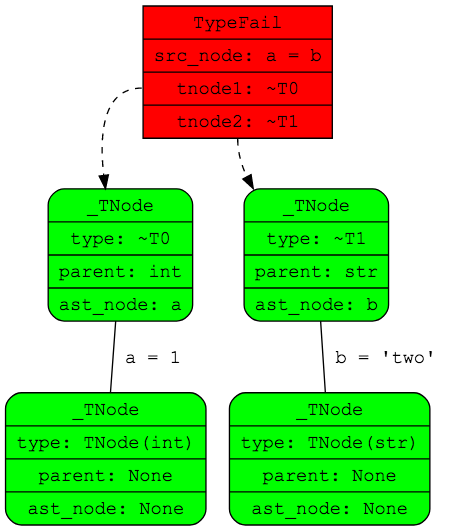 TypeFail
src_node: a = b
tnode1: ~T0
tnode2: ~T1
_TNode
type: ~T0
parent: int
ast_node: a
_TNode
type: ~T1
parent: str
ast_node: b
a = 1
b = 'two'
_TNode
type: TNode(int)
parent: None
ast_node: None
_TNode
type: TNode(str)
parent: None
ast_node: None